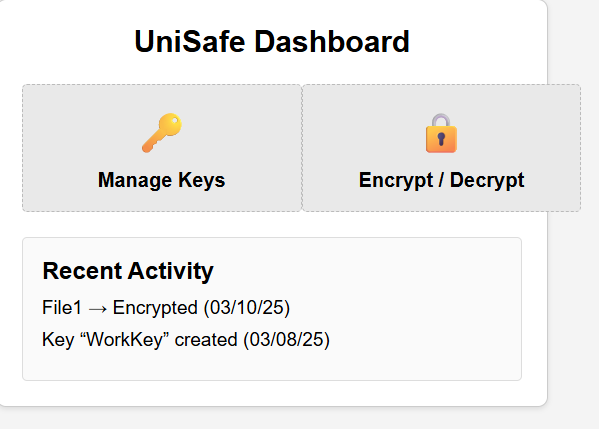 UniSafe Dashboard
Manage Keys
Encrypt / Decrypt
Recent Activity
File1 → Encrypted (03/10/25)
Key “WorkKey” created (03/08/25)